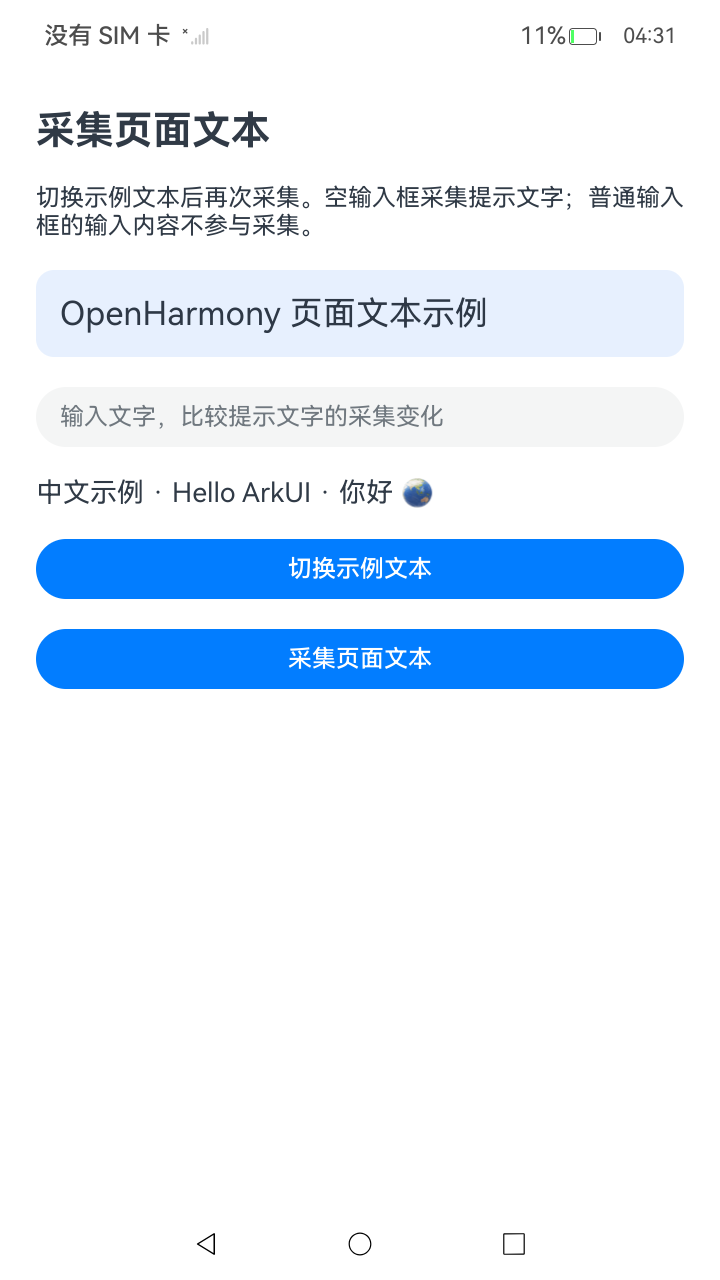 没有 SIM 卡
11%
04:31
采集页面文本
切换示例文本后再次采集。空输入框采集提示文字；普通输入
框的输入内容不参与采集。
OpenHarmony 页面文本示例
输入文字，比较提示文字的采集变化
中文示例 · Hello ArkUI · 你好 🌏
切换示例文本
采集页面文本